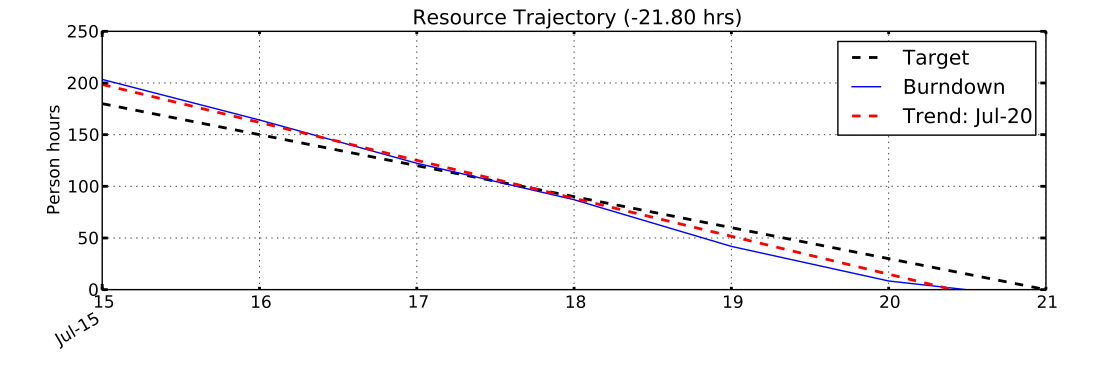 Resource Trajectory (-21.80 hrs)
Person hours
250
200
150
100
50
0
Target
Burndown
Trend: Jul-20
15 16 17 18 19 20 21
Jul-15